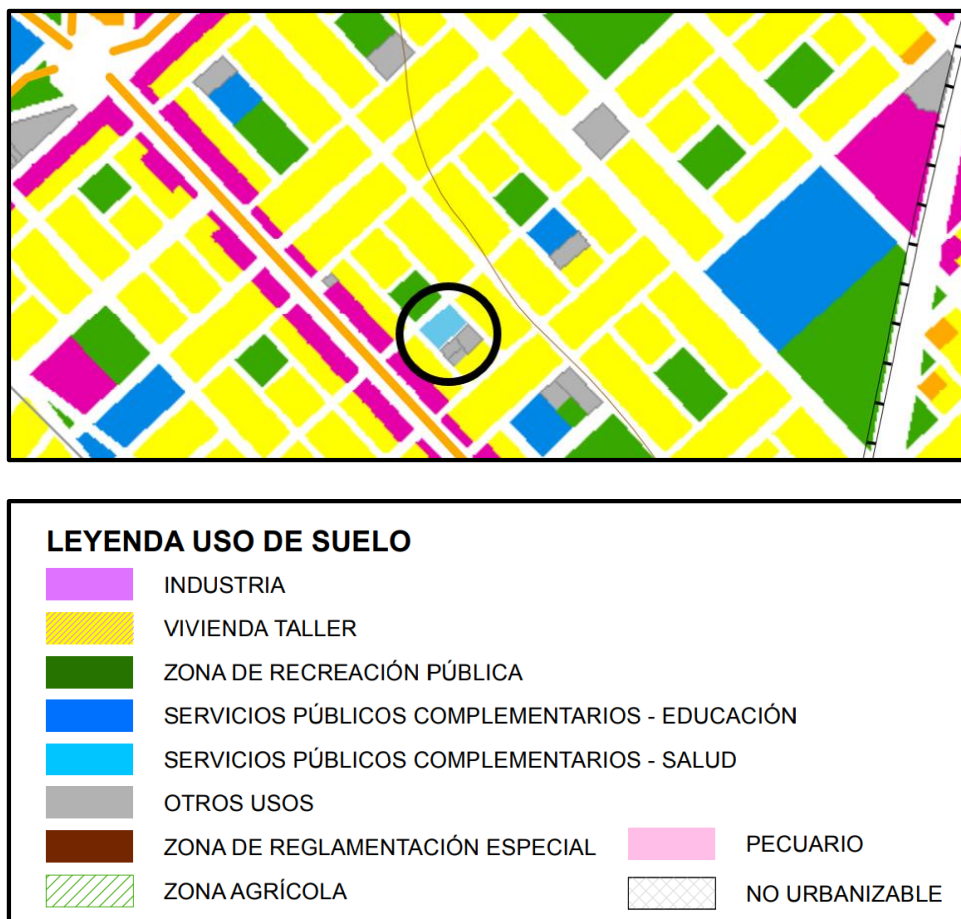 LEYENDA USO DE SUELO
INDUSTRIA
VIVIENDA TALLER
ZONA DE RECREACIÓN PÚBLICA
SERVICIOS PÚBLICOS COMPLEMENTARIOS - EDUCACIÓN
SERVICIOS PÚBLICOS COMPLEMENTARIOS - SALUD
OTROS USOS
ZONA DE REGLAMENTACIÓN ESPECIAL
PECUARIO
ZONA AGRÍCOLA
NO URBANIZABLE